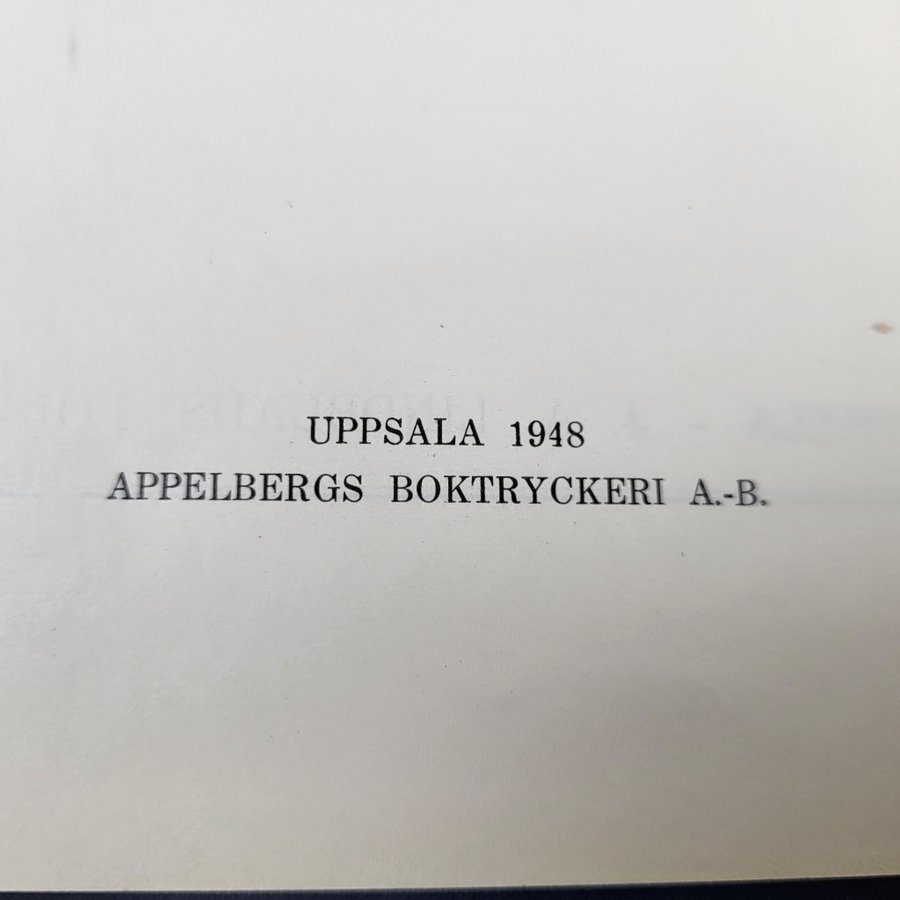 UPPSALA 1948
APPELBERGS BOKTRYCKERI A.-B.